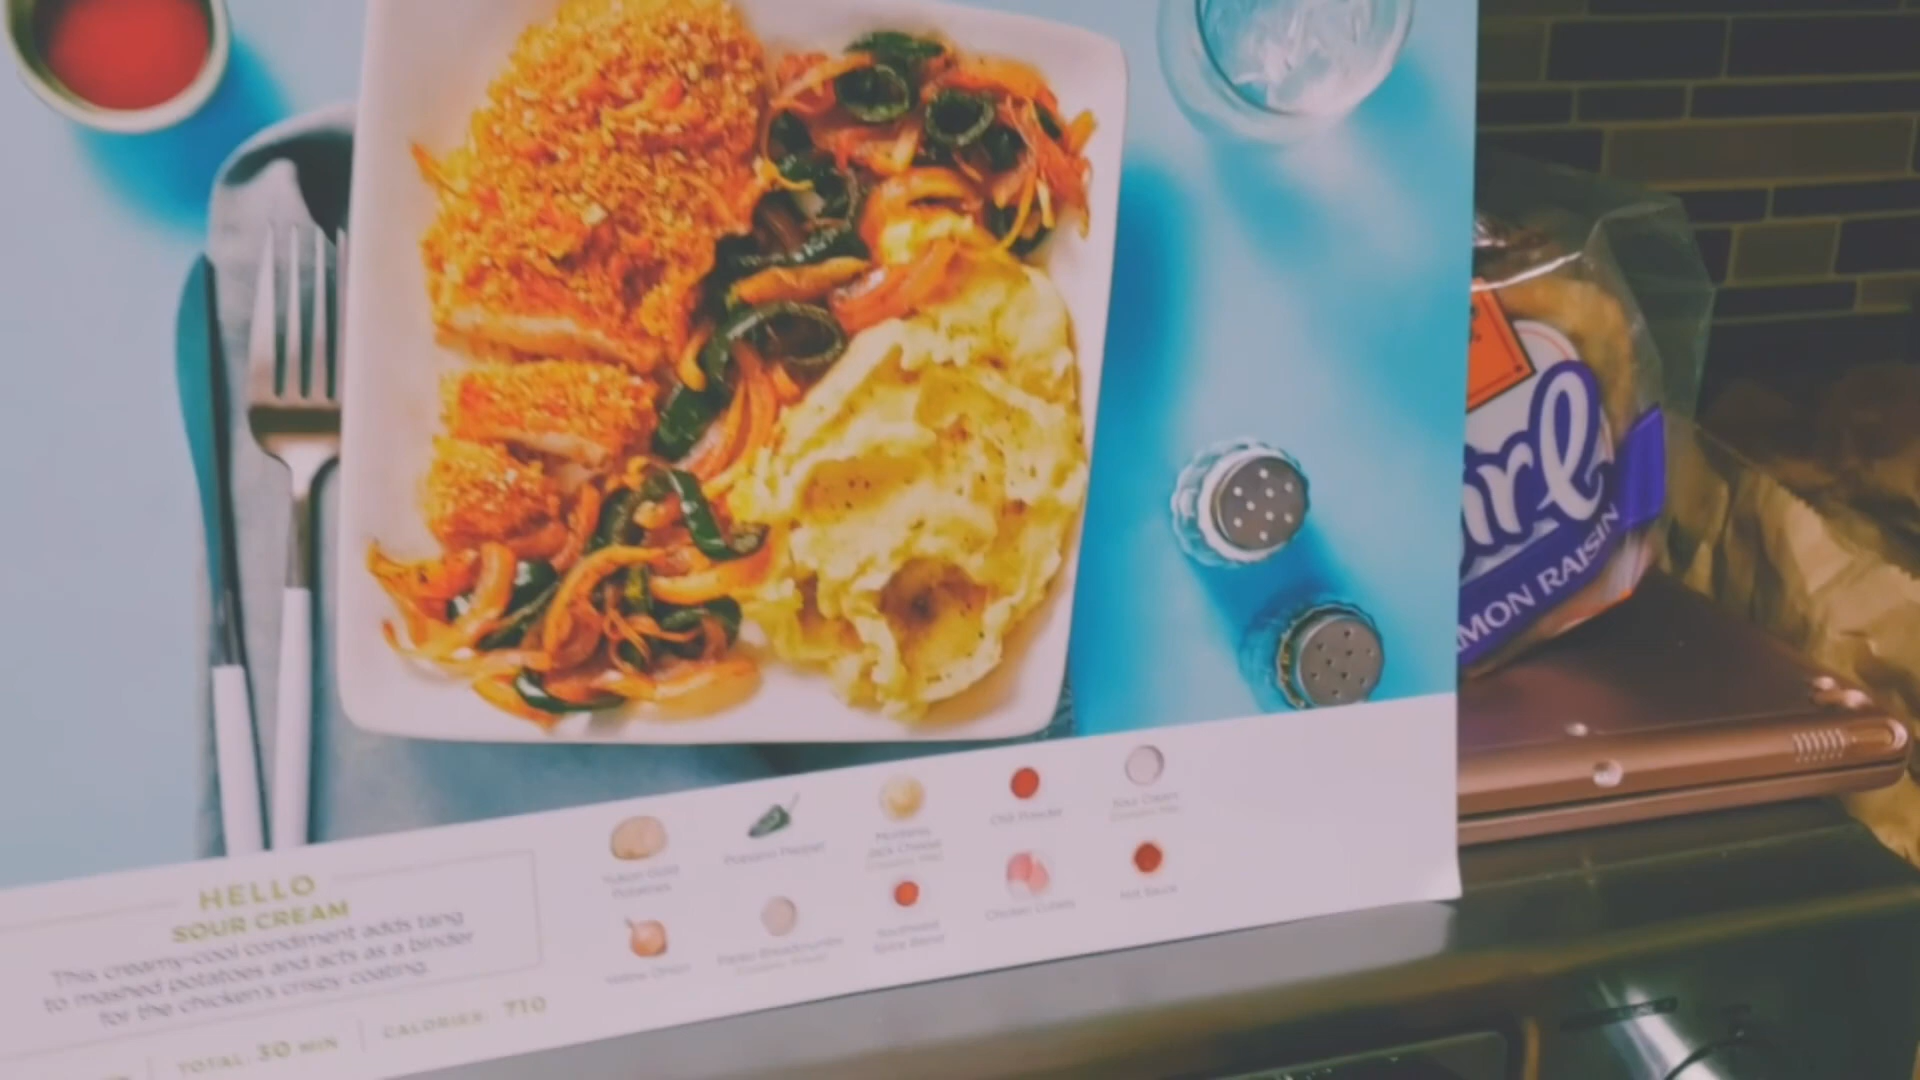 HELLO
SOUR CREAM
This creamy-cool condiment adds tang
to mashed potatoes and acts as a binder
for the chicken's crispy coating.
TOTAL: 30 MIN
CALORIES: 710
Yukon Gold
Potatoes
Poblano Pepper
Monterey
Jack Cheese
Chili Powder
Sour Cream
Yellow Onion
Panko Breadcrumbs
Southwest
Spice Blend
Chicken Cutlets
Hot Sauce
RAISIN